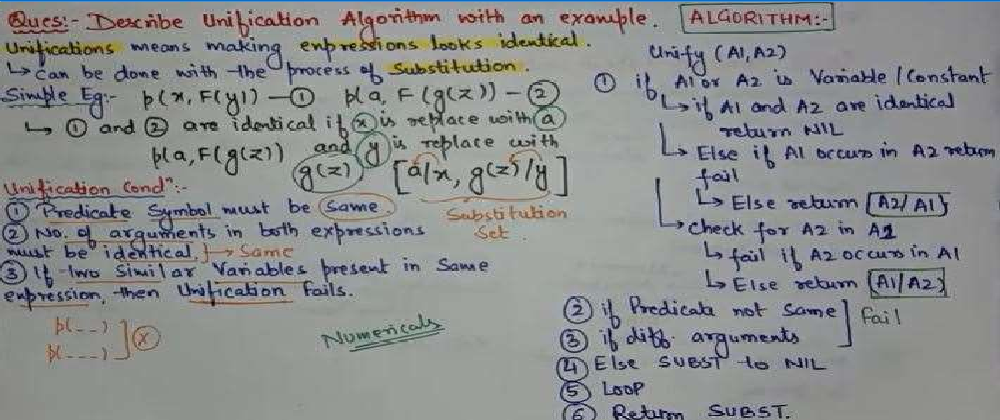 Ques:- Describe Unification Algorithm with an example.
Unifications means making expressions looks identical.
↳ can be done with the process of Substitution.
Simple Eg:- p(x, F(y)) —① p(a, F(g(z)) —②
↳ ① and ② are identical if x is replace with a
p(a, F(g(z)) and y is replace with
g(z) [a/x, g(z)/y]
Substitution
Set.
Unification Condⁿ:-
① Predicate Symbol must be Same.
② No. of arguments in both expressions
must be identical. }→ Same
③ If two Similar Variables present in Same
expression, then Unification fails.
p(_ _)
p(_ _ _) ] X
Numericals
ALGORITHM:-
Unify (A1, A2)
① if A1 or A2 is Variable / Constant
↳ if A1 and A2 are identical
return NIL
↳ Else if A1 occurs in A2 return
fail
↳ Else return {A2/A1}
↳ check for A2 in A1
↳ fail if A2 occurs in A1
↳ Else return {A1/A2}
② if Predicate not Same
③ if diff. arguments ] Fail
④ Else SUBST to NIL
⑤ LOOP
⑥ Return SUBST.